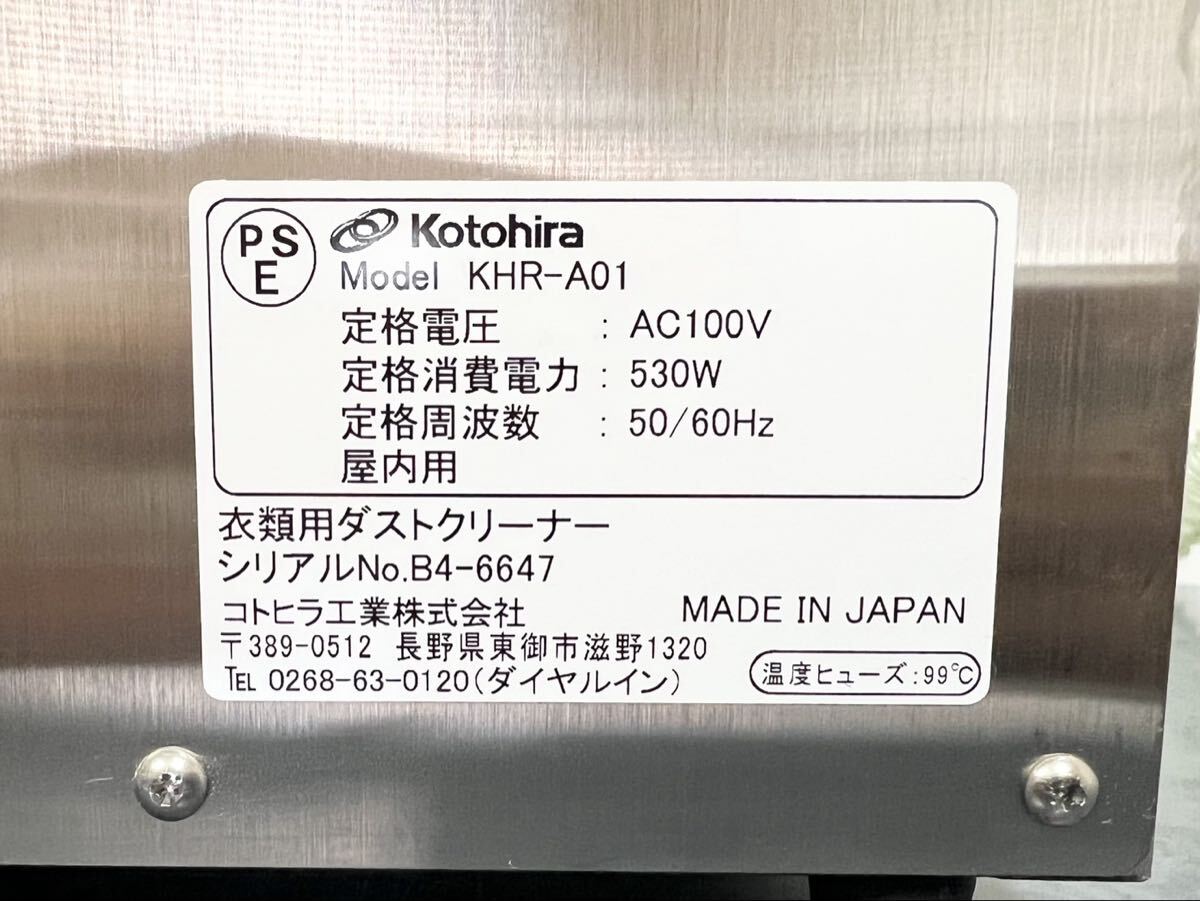 PS
E
Kotohira
Model KHR-A01
定格電圧 : AC100V
定格消費電力 : 530W
定格周波数 : 50/60Hz
屋内用
衣類用ダストクリーナー
シリアルNo.B4-6647
コトヒラ工業株式会社 MADE IN JAPAN
〒389-0512 長野県東御市滋野1320
TEL 0268-63-0120(ダイヤルイン)
温度ヒューズ:99℃